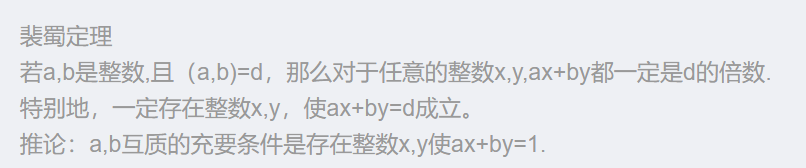 裴蜀定理
若a,b是整数,且（a,b)=d，那么对于任意的整数x,y,ax+by都一定是d的倍数.
特别地，一定存在整数x,y，使ax+by=d成立。
推论：a,b互质的充要条件是存在整数x,y使ax+by=1.